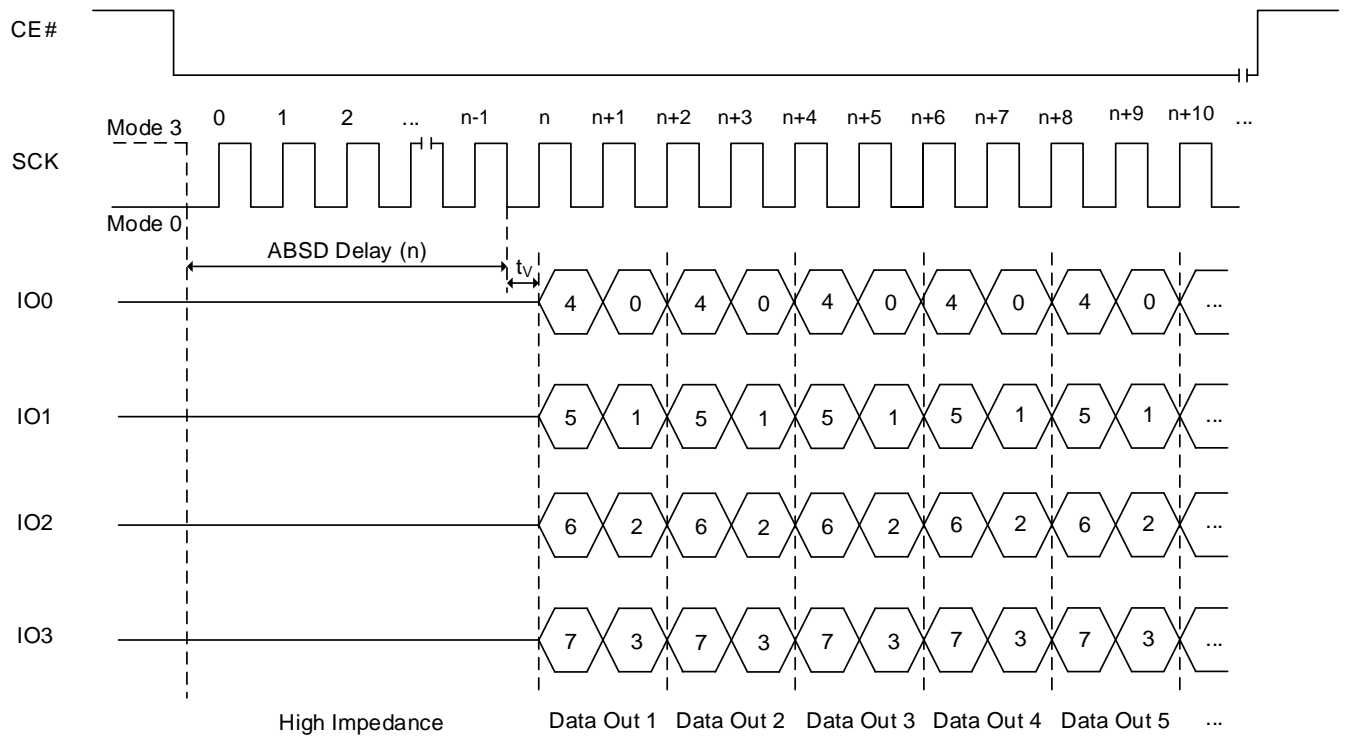 CE#
0 1 2 ... n-1 n n+1 n+2 n+3 n+4 n+5 n+6 n+7 n+8 n+9 n+10 ...
Mode 3
SCK
Mode 0
ABSD Delay (n)
tV
IO0 4 0 4 0 4 0 4 0 4 0 ...
IO1 5 1 5 1 5 1 5 1 5 1 ...
IO2 6 2 6 2 6 2 6 2 6 2 ...
IO3 7 3 7 3 7 3 7 3 7 3 ...
High Impedance Data Out 1 Data Out 2 Data Out 3 Data Out 4 Data Out 5 ...